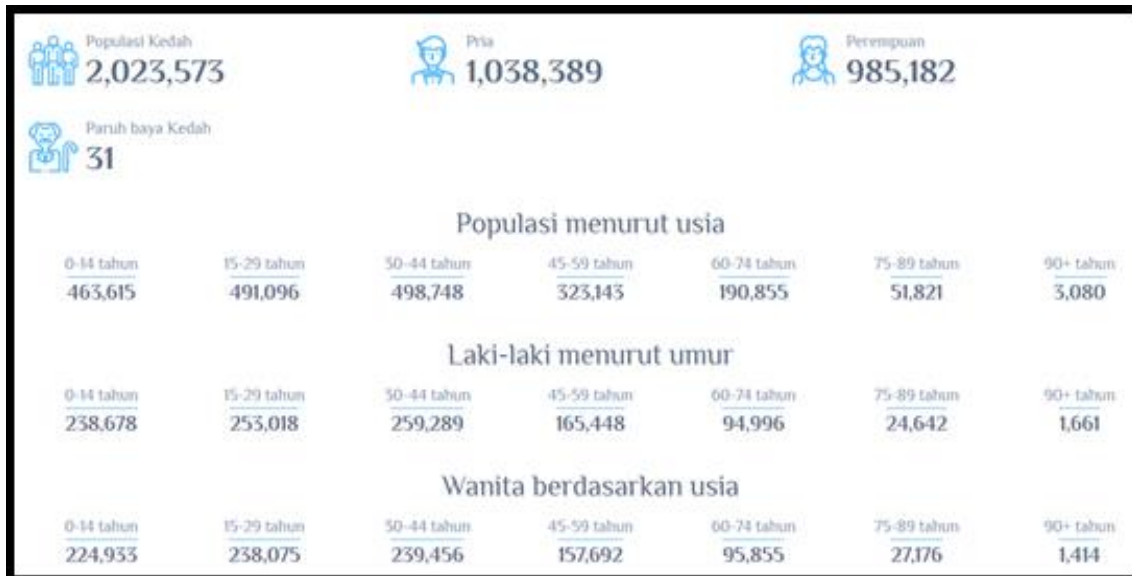 Populasi Kedah
2,023,573
Pria
1,038,389
Perempuan
985,182
Paruh baya Kedah
31
Populasi menurut usia
0-14 tahun 15-29 tahun 30-44 tahun 45-59 tahun 60-74 tahun 75-89 tahun 90+ tahun
463,615 491,096 498,748 323,143 190,855 51,821 3,080
Laki-laki menurut umur
0-14 tahun 15-29 tahun 30-44 tahun 45-59 tahun 60-74 tahun 75-89 tahun 90+ tahun
238,678 253,018 259,289 165,448 94,996 24,642 1,661
Wanita berdasarkan usia
0-14 tahun 15-29 tahun 30-44 tahun 45-59 tahun 60-74 tahun 75-89 tahun 90+ tahun
224,933 238,075 239,456 157,692 95,855 27,176 1,414